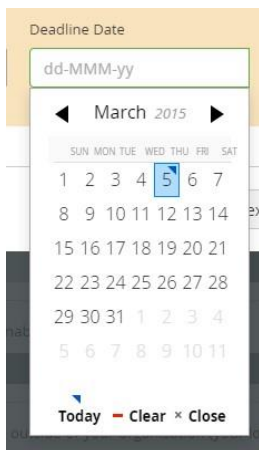 Deadline Date
dd-MMM-yy
March 2015
SUN MON TUE WED THU FRI SAT
1 2 3 4 5 6 7
8 9 10 11 12 13 14
15 16 17 18 19 20 21
22 23 24 25 26 27 28
29 30 31 1 2 3 4
5 6 7 8 9 10 11
Today Clear × Close